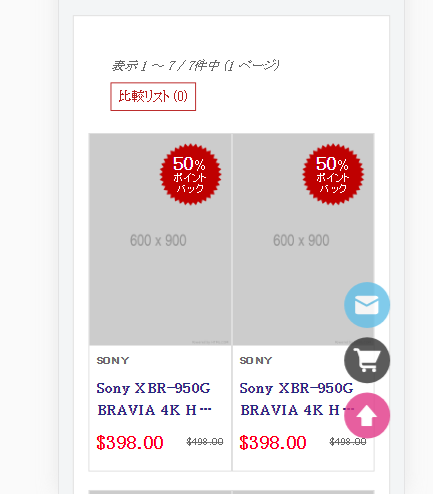 表示 1 ～ 7 / 7件中 (1 ページ)
比較リスト (0)
50%
ポイント
バック
50%
ポイント
バック
600 x 900
600 x 900
SONY
SONY
Sony XBR-950G
BRAVIA 4K H …
Sony XBR-950G
BRAVIA 4K H …
$398.00
$498.00
$398.00
$498.00